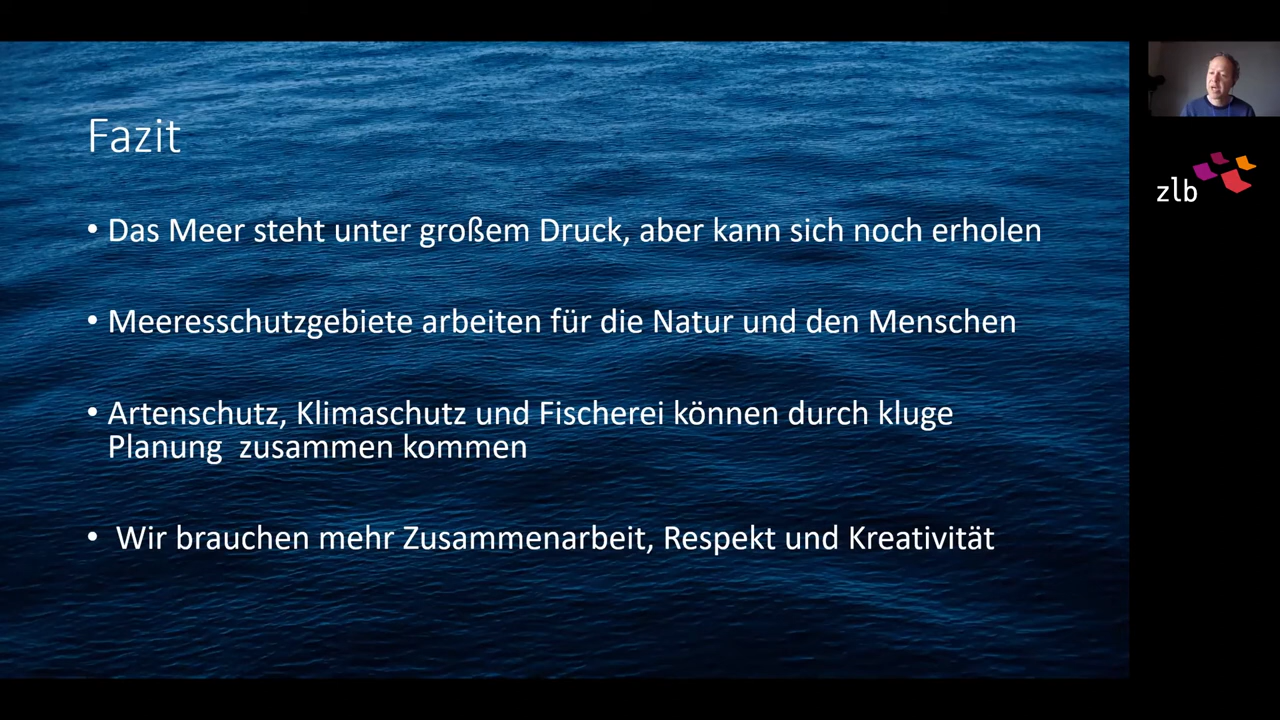 Fazit
• Das Meer steht unter großem Druck, aber kann sich noch erholen
• Meeresschutzgebiete arbeiten für die Natur und den Menschen
• Artenschutz, Klimaschutz und Fischerei können durch kluge
Planung  zusammen kommen
• Wir brauchen mehr Zusammenarbeit, Respekt und Kreativität
zlb